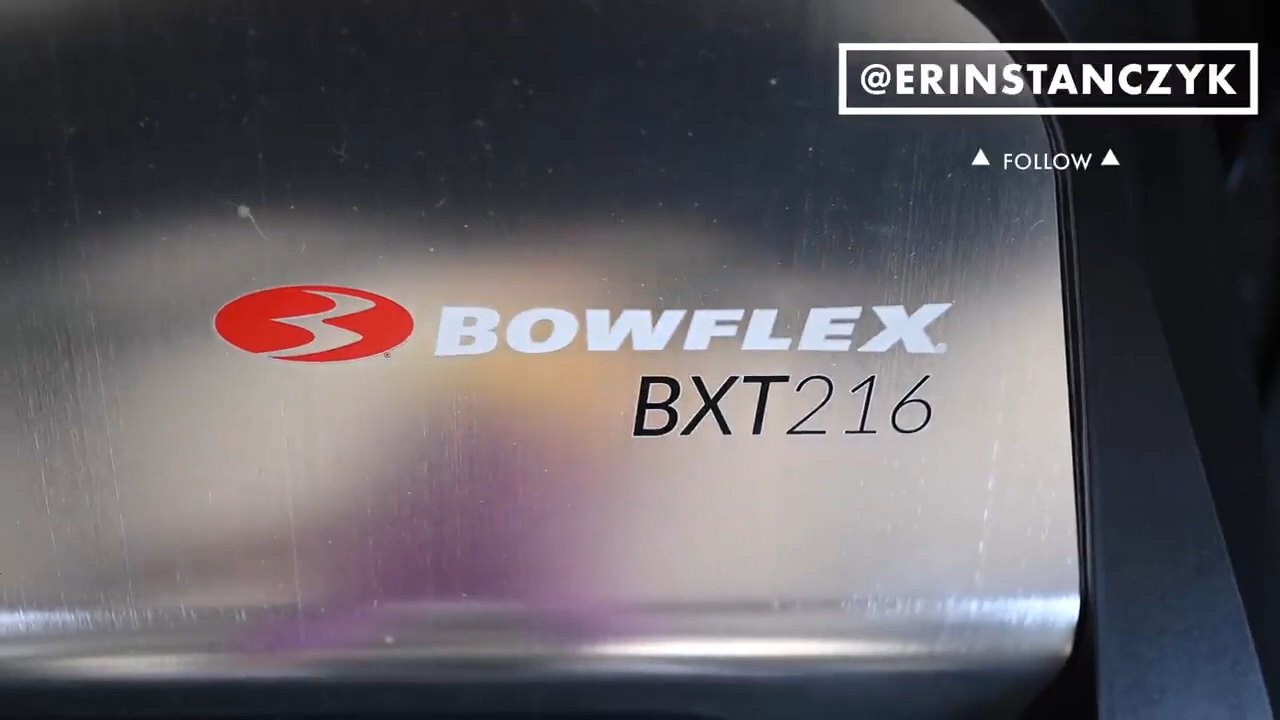 @ERINSTANCZYK
▲ FOLLOW ▲
BOWFLEX®
BXT216